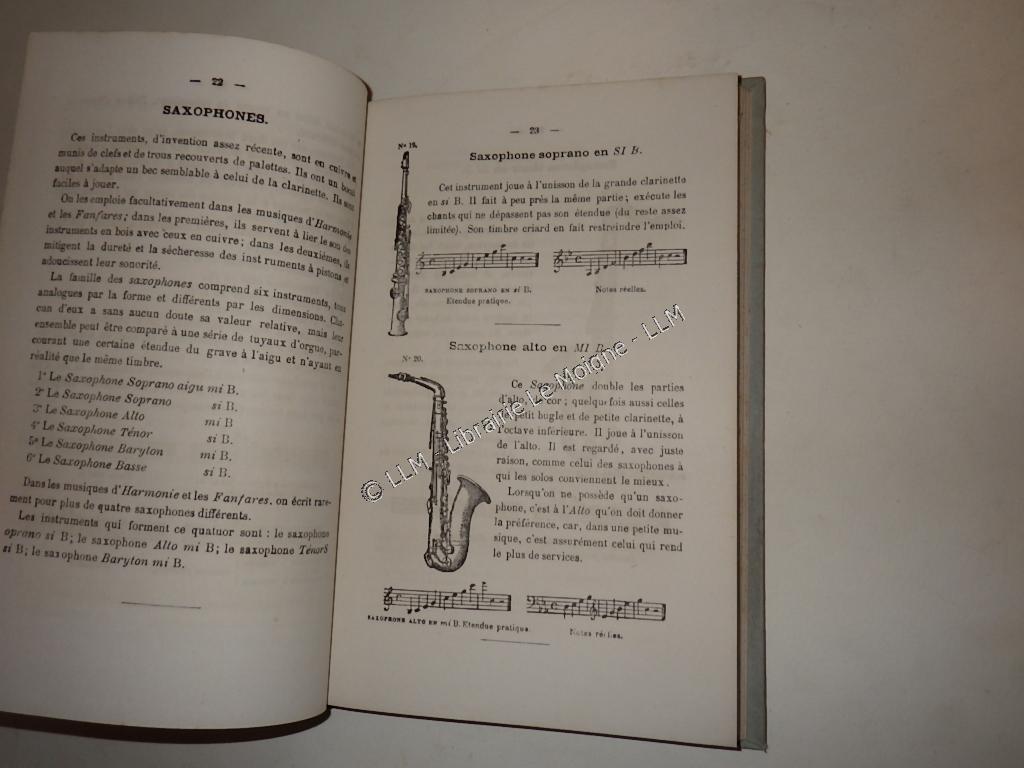 — 22 —
SAXOPHONES.
Ces instruments, d'invention assez récente, sont en cuivre et
munis de clefs et de trous recouverts de palettes. Ils ont un bocal
auquel s'adapte un bec semblable à celui de la clarinette. Ils sont
faciles à jouer.
On les emploie facultativement dans les musiques d'Harmonie
et les Fanfares; dans les premières, ils servent à lier le son des
instruments en bois avec ceux en cuivre; dans les deuxièmes, ils
mitigent la dureté et la sécheresse des inst ruments à pistons et
adoucissent leur sonorité.
La famille des saxophones comprend six instruments, tous
analogues par la forme et différents par les dimensions. Cha-
cun d'eux a sans aucun doute sa valeur relative, mais leur
ensemble peut être comparé à une série de tuyaux d'orgue, par-
courant une certaine étendue du grave à l'aigu et n'ayant en
réalité que le même timbre.
1° Le Saxophone Soprano aigu mi B.
2° Le Saxophone Soprano si B.
3° Le Saxophone Alto mi B
4° Le Saxophone Ténor si B.
5° Le Saxophone Baryton mi B.
6° Le Saxophone Basse si B.
Dans les musiques d'Harmonie et les Fanfares. on écrit rare-
ment pour plus de quatre saxophones différents.
Les instruments qui forment ce quatuor sont : le saxophone
oprano si B; le saxophone Alto mi B; le saxophone TénorS
si B; le saxophone Baryton mi B.
— 23 —
N° 19.
Saxophone soprano en SI B.
Cet instrument joue à l'unisson de la grande clarinette
en si B. Il fait à peu près la même partie; exécute les
chants qui ne dépassent pas son étendue (du reste assez
limitée). Son timbre criard en fait restreindre l'emploi.
SAXOPHONE SOPRANO EN si B.
Etendue pratique.
Notes réelles.
Saxophone alto en MI B.
N° 20.
Ce Saxophone double les parties
d'alto, de cor; quelquefois aussi celles
de petit bugle et de petite clarinette, à
l'octave inférieure. Il joue à l'unisson
de l'alto. Il est regardé, avec juste
raison, comme celui des saxophones à
qui les solos conviennent le mieux.
Lorsqu'on ne possède qu'un saxo-
phone, c'est à l'Alto qu'on doit donner
la préférence, car, dans une petite mu-
sique, c'est assurément celui qui rend
le plus de services.
SAXOPHONE ALTO EN mi B. Etendue pratique.
Notes réelles.
© LLM - Librairie Le Moigne - LLM